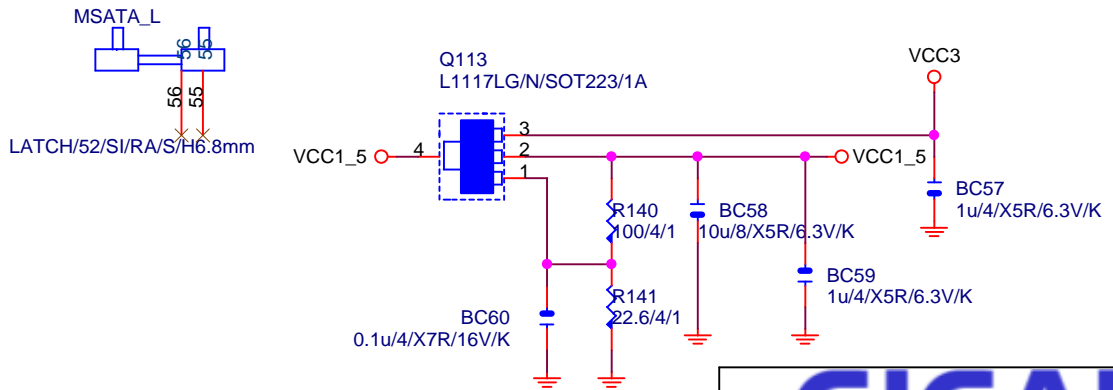 MSATA_L
56
55
56
55
LATCH/52/SI/RA/S/H6.8mm
Q113
L1117LG/N/SOT223/1A
VCC3
VCC1_5
4
3
2
1
VCC1_5
R140
100/4/1
BC58
10u/8/X5R/6.3V/K
BC57
1u/4/X5R/6.3V/K
BC59
1u/4/X5R/6.3V/K
BC60
0.1u/4/X7R/16V/K
R141
22.6/4/1